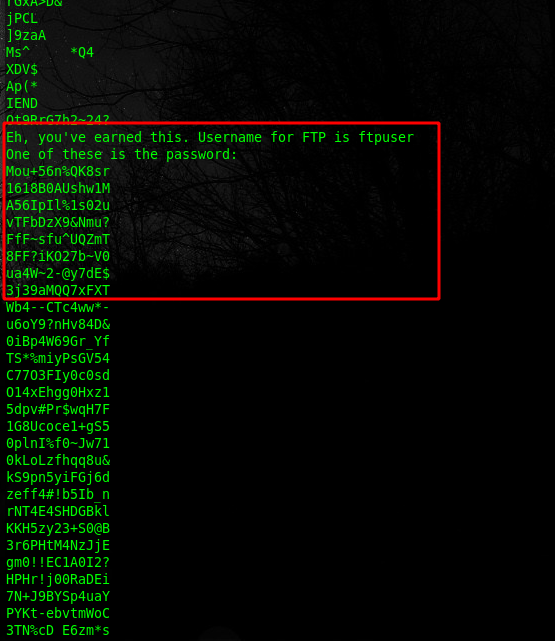 rGxA>D&
jPCL
]9zaA
Ms^     *Q4
XDV$
Ap(*
IEND
Ot9RrG7h2~24?
Eh, you've earned this. Username for FTP is ftpuser
One of these is the password:
Mou+56n%QK8sr
1618B0AUshw1M
A56IpIl%1s02u
vTFbDzX9&Nmu?
FfF~sfu^UQZmT
8FF?iKO27b~V0
ua4W~2-@y7dE$
3j39aMQQ7xFXT
Wb4--CTc4ww*-
u6oY9?nHv84D&
0iBp4W69Gr_Yf
TS*%miyPsGV54
C77O3FIy0c0sd
O14xEhgg0Hxz1
5dpv#Pr$wqH7F
1G8Ucoce1+gS5
0plnI%f0~Jw71
0kLoLzfhqq8u&
kS9pn5yiFGj6d
zeff4#!b5Ib_n
rNT4E4SHDGBkl
KKH5zy23+S0@B
3r6PHtM4NzJjE
gm0!!EC1A0I2?
HPHr!j00RaDEi
7N+J9BYSp4uaY
PYKt-ebvtmWoC
3TN%cD_E6zm*s